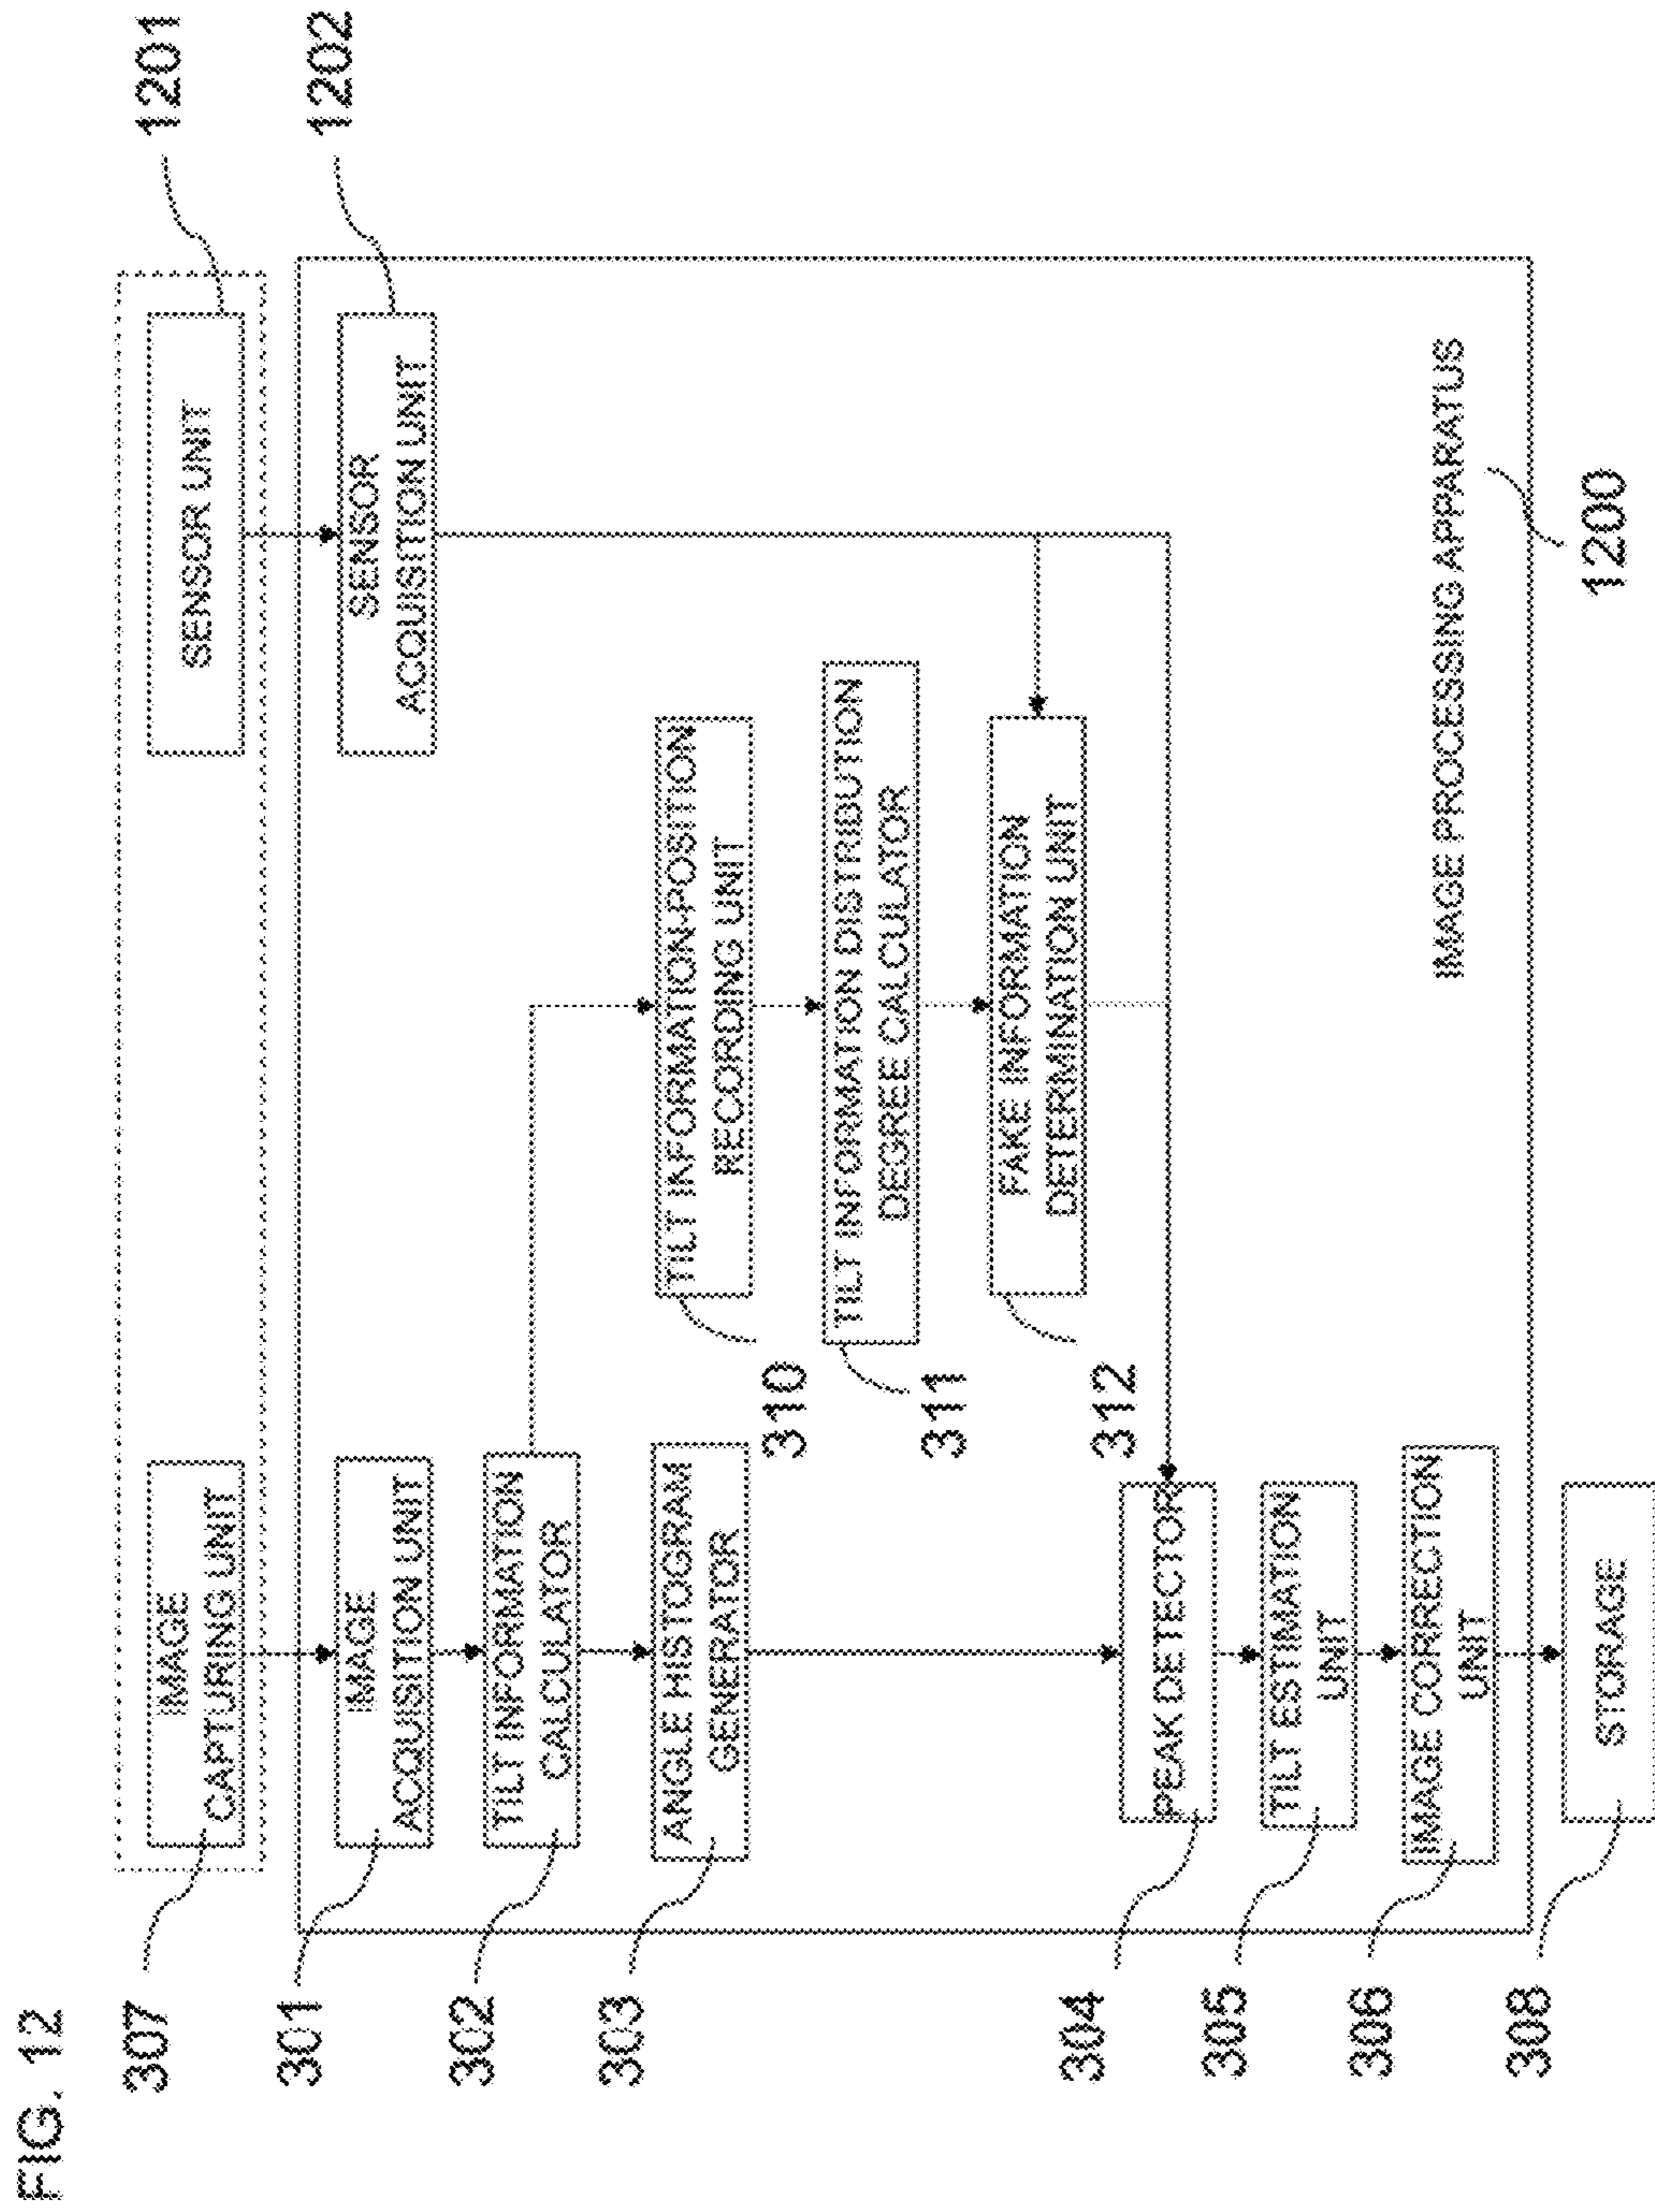 FIG. 12
307
IMAGE
CAPTURING UNIT
SENSOR UNIT
1201
301
IMAGE
ACQUISITION UNIT
SENSOR
ACQUISITION UNIT
1202
302
TILT INFORMATION
CALCULATOR
303
ANGLE HISTOGRAM
GENERATOR
310
TILT INFORMATION-POSITION
RECORDING UNIT
311
TILT INFORMATION DISTRIBUTION
DEGREE CALCULATOR
312
FAKE INFORMATION
DETERMINATION UNIT
304
PEAK DETECTOR
305
TILT ESTIMATION
UNIT
306
IMAGE CORRECTION
UNIT
IMAGE PROCESSING APPARATUS
1200
308
STORAGE